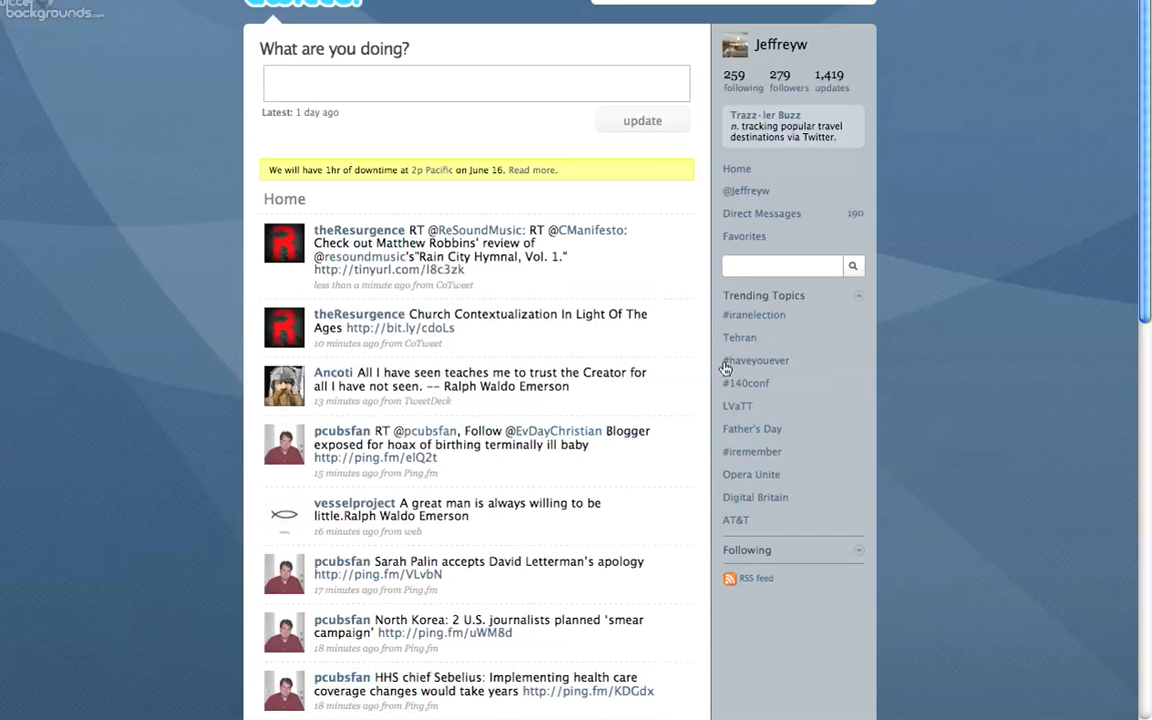 backgrounds.com
twitter
What are you doing?
Latest: 1 day ago
update
We will have 1hr of downtime at 2p Pacific on June 16. Read more.
Home
theResurgence RT @ReSoundMusic: RT @CManifesto:
Check out Matthew Robbins' review of
@resoundmusic's"Rain City Hymnal, Vol. 1."
http://tinyurl.com/l8c3zk
less than a minute ago from CoTweet
theResurgence Church Contextualization In Light Of The
Ages http://bit.ly/cdoLs
10 minutes ago from CoTweet
Ancoti All I have seen teaches me to trust the Creator for
all I have not seen. -- Ralph Waldo Emerson
13 minutes ago from TweetDeck
pcubsfan RT @pcubsfan, Follow @EvDayChristian Blogger
exposed for hoax of birthing terminally ill baby
http://ping.fm/elQ2t
15 minutes ago from Ping.fm
vesselproject A great man is always willing to be
little.Ralph Waldo Emerson
16 minutes ago from web
pcubsfan Sarah Palin accepts David Letterman's apology
http://ping.fm/VLvbN
17 minutes ago from Ping.fm
pcubsfan North Korea: 2 U.S. journalists planned 'smear
campaign' http://ping.fm/uWM8d
18 minutes ago from Ping.fm
pcubsfan HHS chief Sebelius: Implementing health care
coverage changes would take years http://ping.fm/KDGdx
18 minutes ago from Ping.fm
Jeffreyw
259 279 1,419
following followers updates
Trazz·ler Buzz
n. tracking popular travel
destinations via Twitter.
Home
@Jeffreyw
Direct Messages 190
Favorites
Trending Topics
#iranelection
Tehran
#haveyouever
#140conf
LVaTT
Father's Day
#iremember
Opera Unite
Digital Britain
AT&T
Following
RSS feed